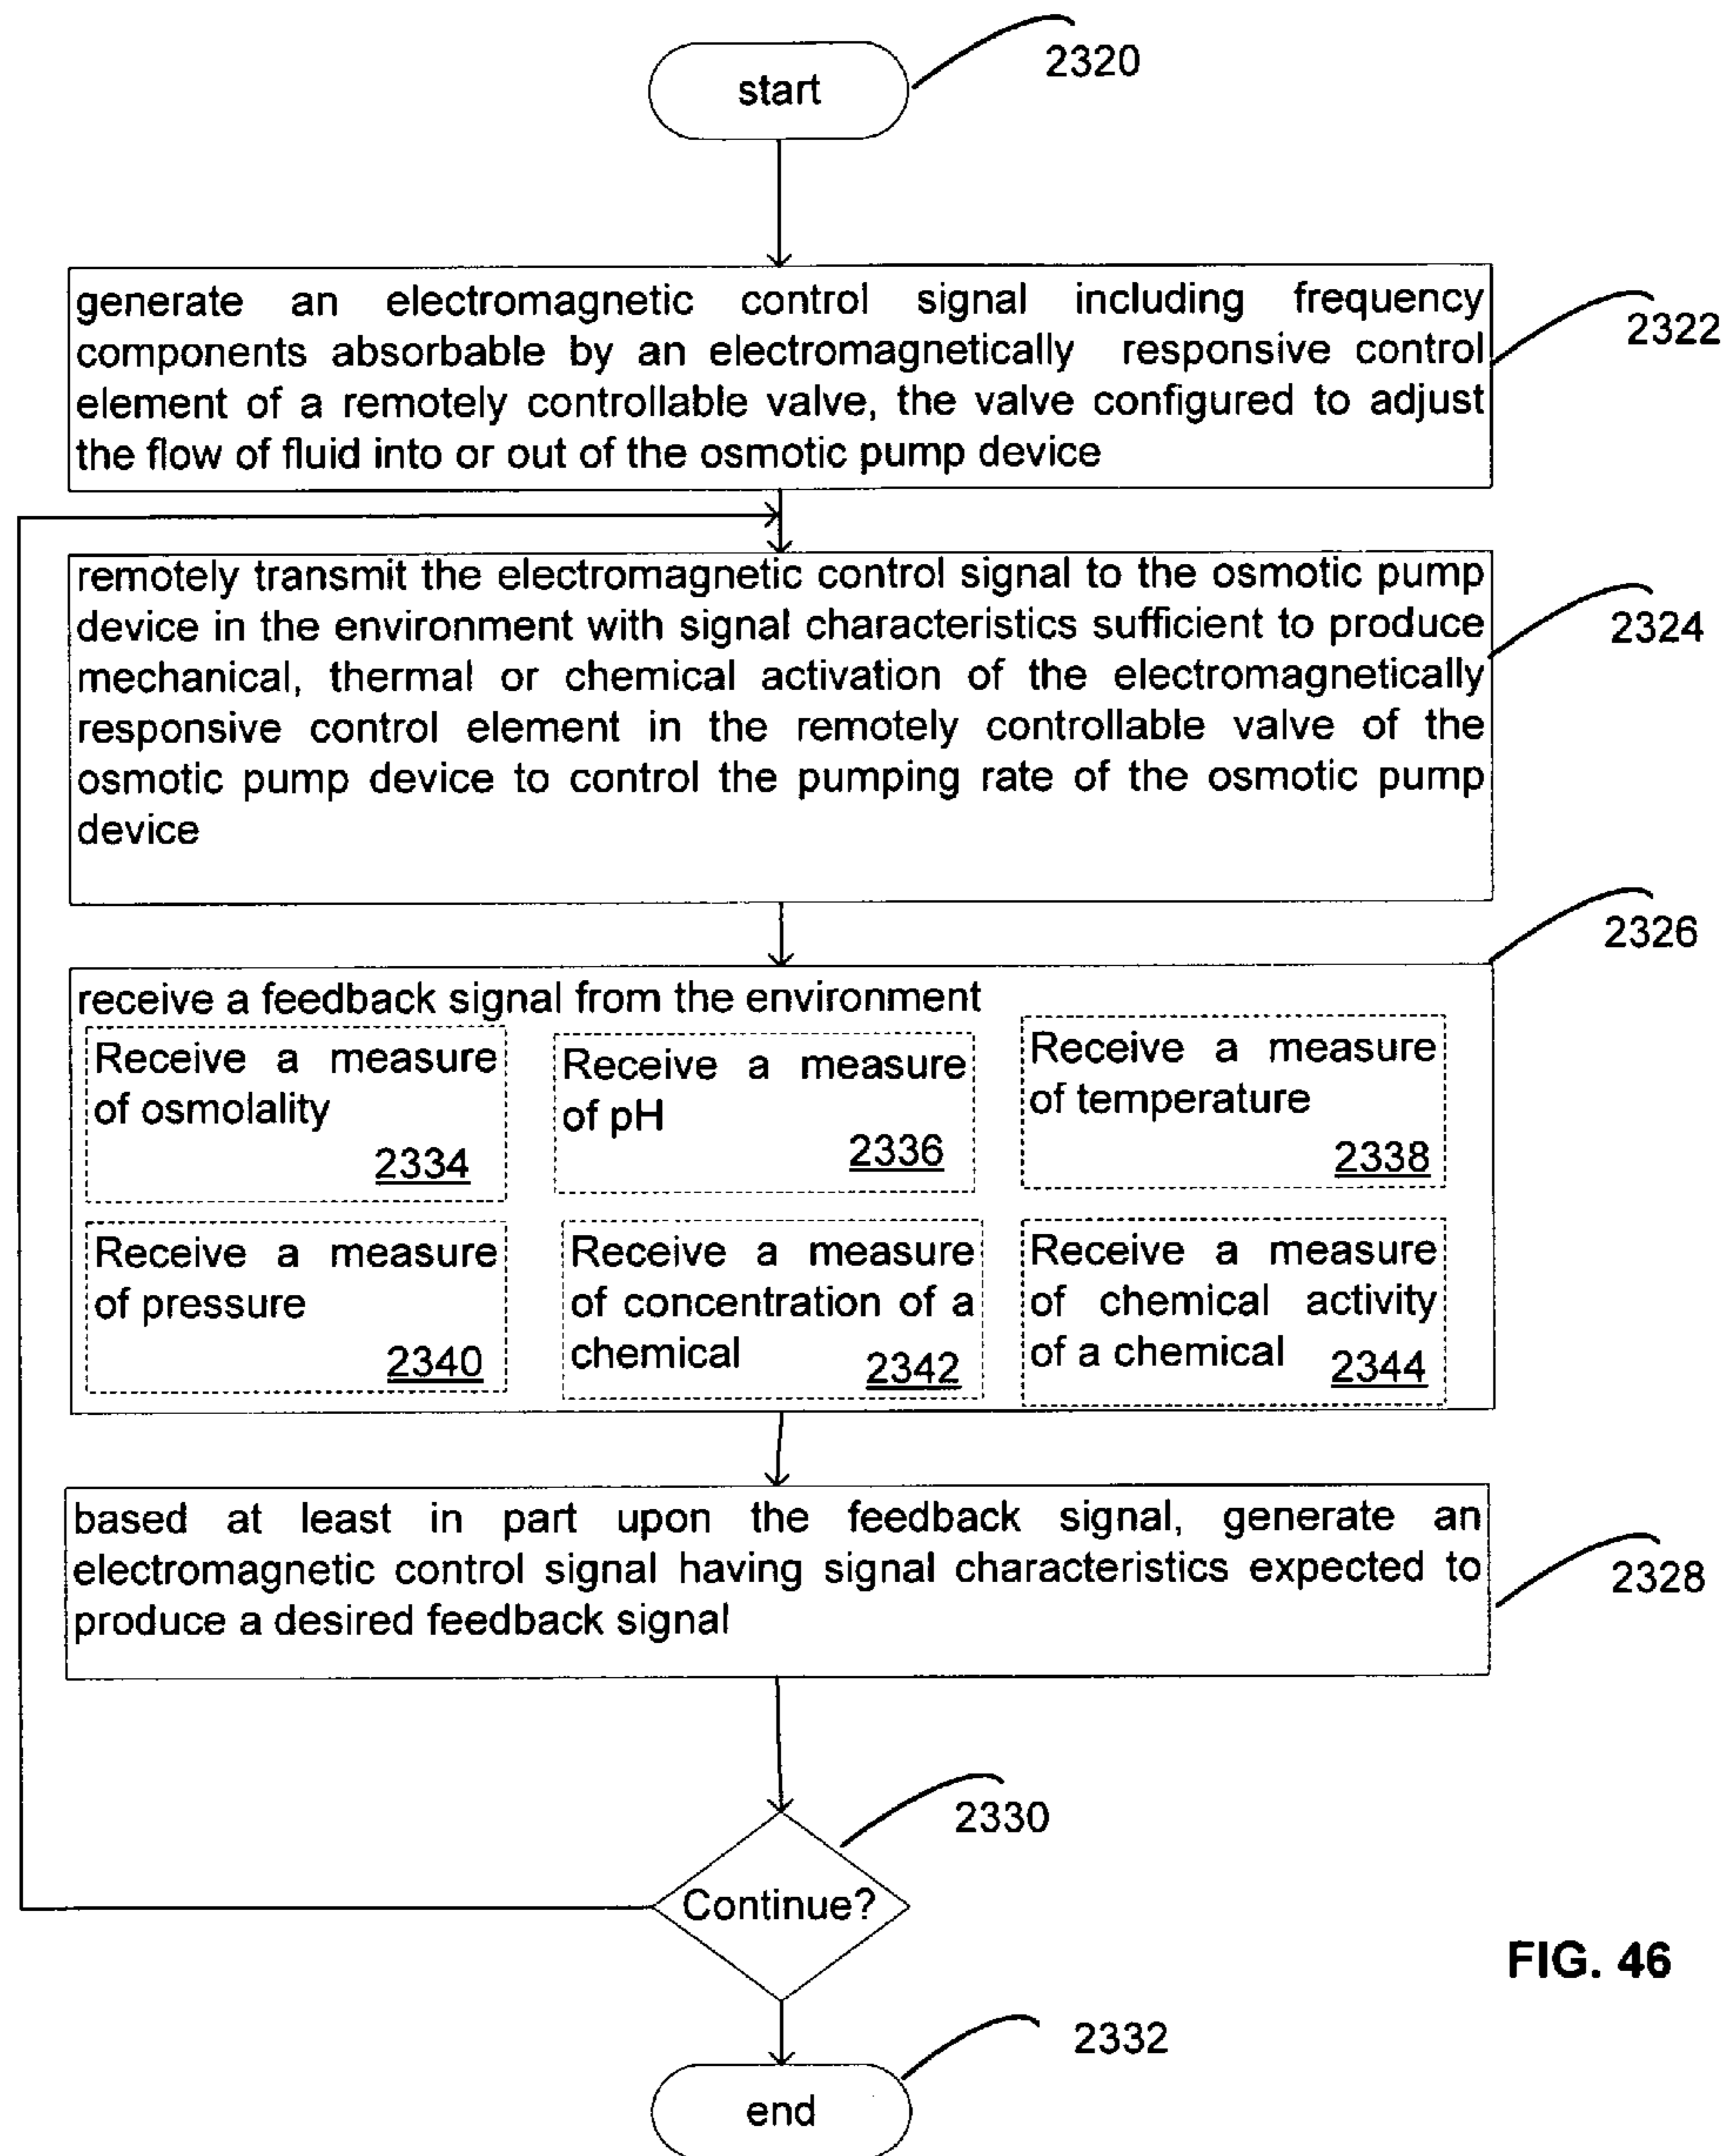 start
2320
generate an electromagnetic control signal including frequency
components absorbable by an electromagnetically responsive control
element of a remotely controllable valve, the valve configured to adjust
the flow of fluid into or out of the osmotic pump device
2322
remotely transmit the electromagnetic control signal to the osmotic pump
device in the environment with signal characteristics sufficient to produce
mechanical, thermal or chemical activation of the electromagnetically
responsive control element in the remotely controllable valve of the
osmotic pump device to control the pumping rate of the osmotic pump
device
2324
2326
receive a feedback signal from the environment
Receive a measure
of osmolality
2334
Receive a measure
of pH
2336
Receive a measure
of temperature
2338
Receive a measure
of pressure
2340
Receive a measure
of concentration of a
chemical
2342
Receive a measure
of chemical activity
of a chemical
2344
based at least in part upon the feedback signal, generate an
electromagnetic control signal having signal characteristics expected to
produce a desired feedback signal
2328
2330
Continue?
FIG. 46
2332
end